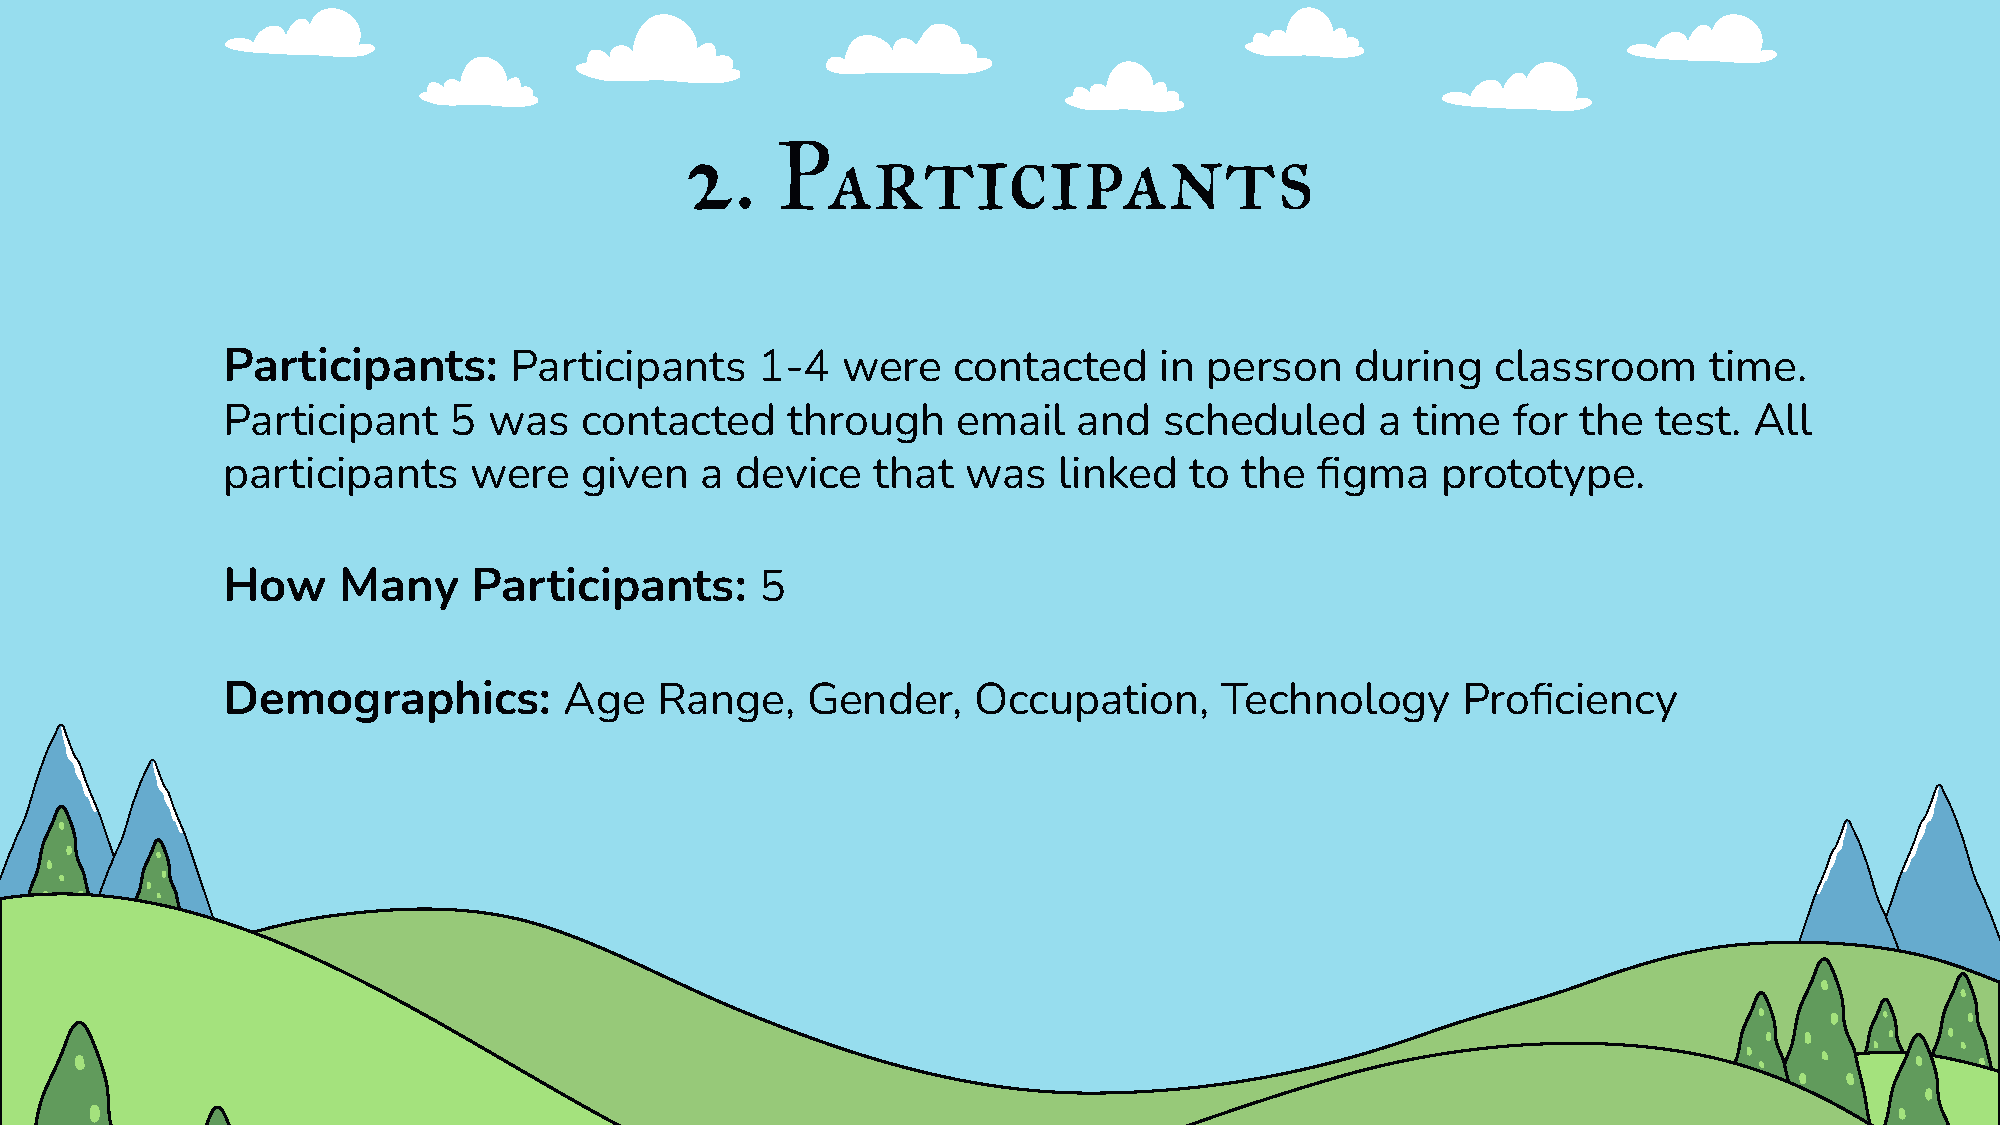 2. Participants
Participants: Participants 1-4 were contacted in person during classroom time.
Participant 5 was contacted through email and scheduled a time for the test. All
participants were given a device that was linked to the figma prototype.
How Many Participants: 5
Demographics: Age Range, Gender, Occupation, Technology Proficiency